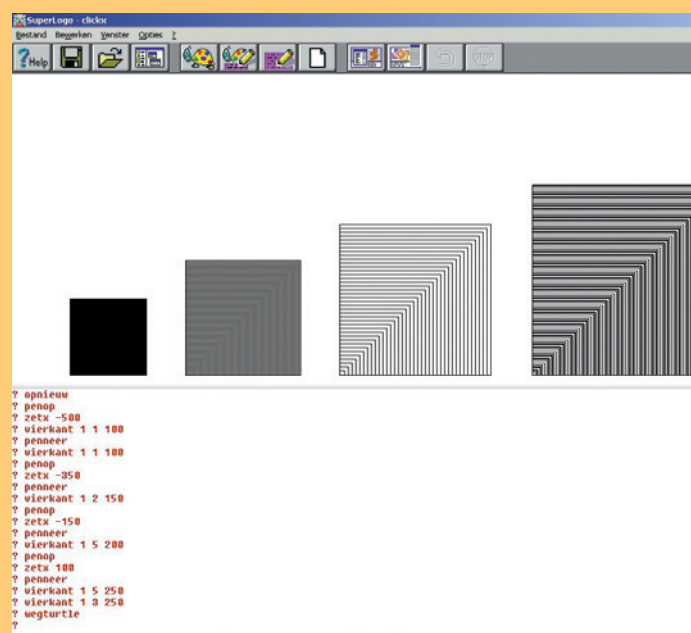 SuperLogo - clickx
Bestand Bewerken Venster Opties ?
? Help STOP
? opnieuw
? penop
? zetx -500
? vierkant 1 1 100
? penneer
? vierkant 1 1 100
? penop
? zetx -350
? penneer
? vierkant 1 2 150
? penop
? zetx -150
? penneer
? vierkant 1 5 200
? penop
? zetx 100
? penneer
? vierkant 1 5 250
? vierkant 1 3 250
? wegturtle
?